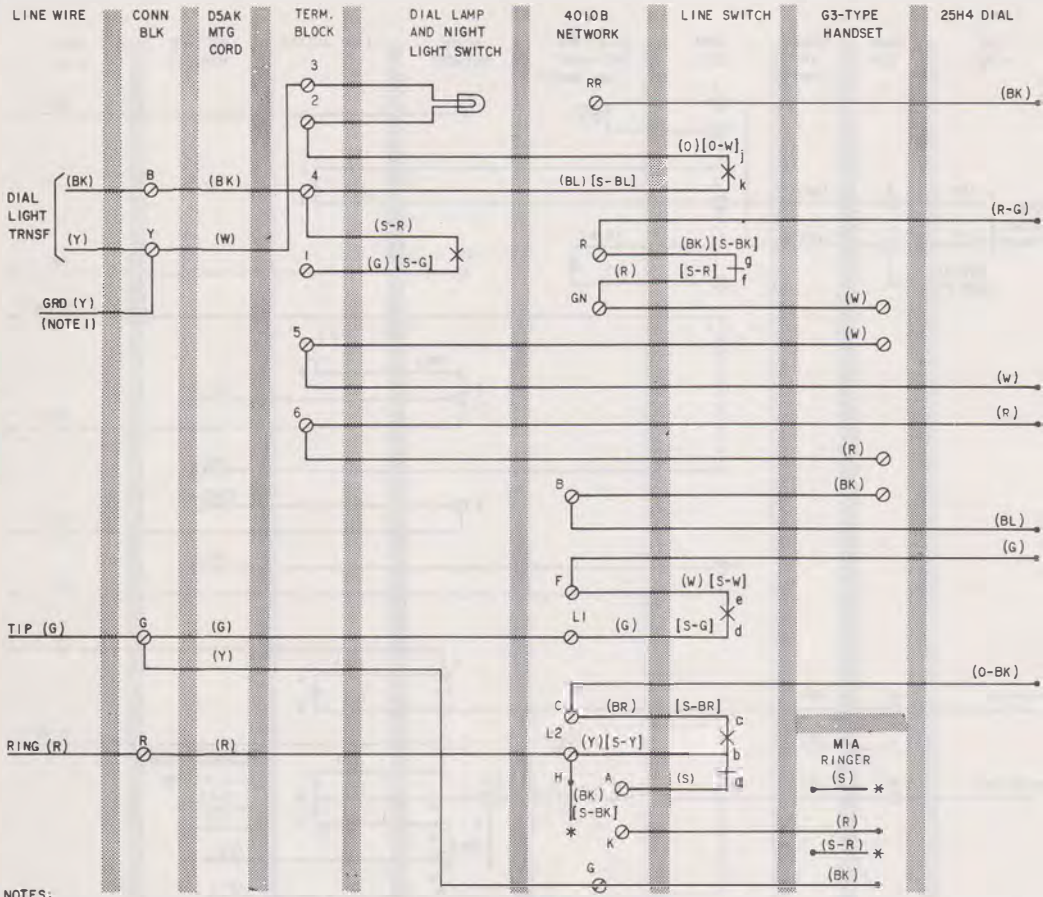 LINE WIRE
CONN
BLK
D5AK
MTG
CORD
TERM.
BLOCK
DIAL LAMP
AND NIGHT
LIGHT SWITCH
4010B
NETWORK
LINE SWITCH
G3-TYPE
HANDSET
25H4 DIAL
3
2
RR
(BK)
(O)[O-W]
j
k
DIAL
LIGHT
TRNSF
(BK)
B
(BK)
4
(BL)[S-BL]
(Y)
Y
(W)
(S-R)
1
(G)[S-G]
(R-G)
R
(BK)[S-BK]
g
(R)
[S-R]
f
GN
(W)
GRD (Y)
(NOTE 1)
5
(W)
(W)
6
(R)
(R)
B
(BK)
(BL)
(G)
F
(W)[S-W]
e
TIP (G)
G
(G)
L1
(G)
[S-G]
d
(Y)
(O-BK)
C
(BR)
[S-BR]
c
RING (R)
R
(R)
L2
(Y)[S-Y]
b
H
A
(S)
a
(BK)
[S-BK]
*
M1A
RINGER
(S)
*
K
(R)
(S-R)
*
G
(BK)
NOTES: